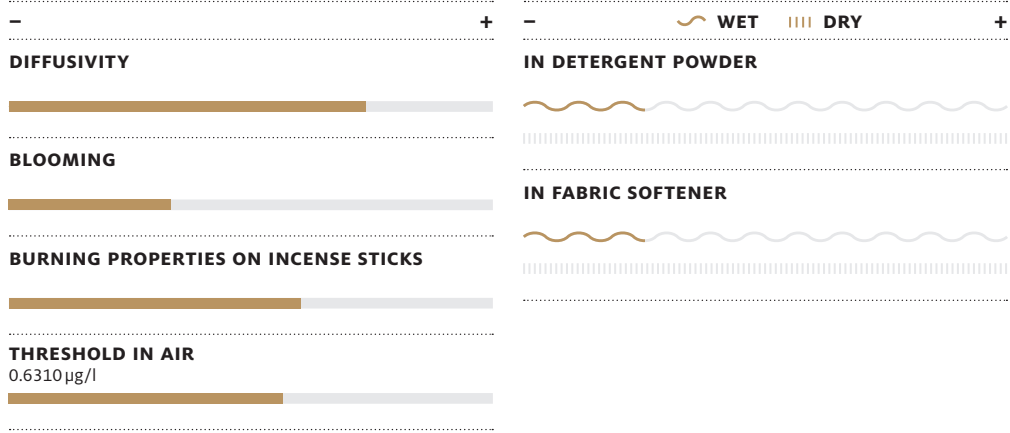 – +
DIFFUSIVITY
BLOOMING
BURNING PROPERTIES ON INCENSE STICKS
THRESHOLD IN AIR
0.6310 µg/l
– WET DRY +
IN DETERGENT POWDER
IN FABRIC SOFTENER